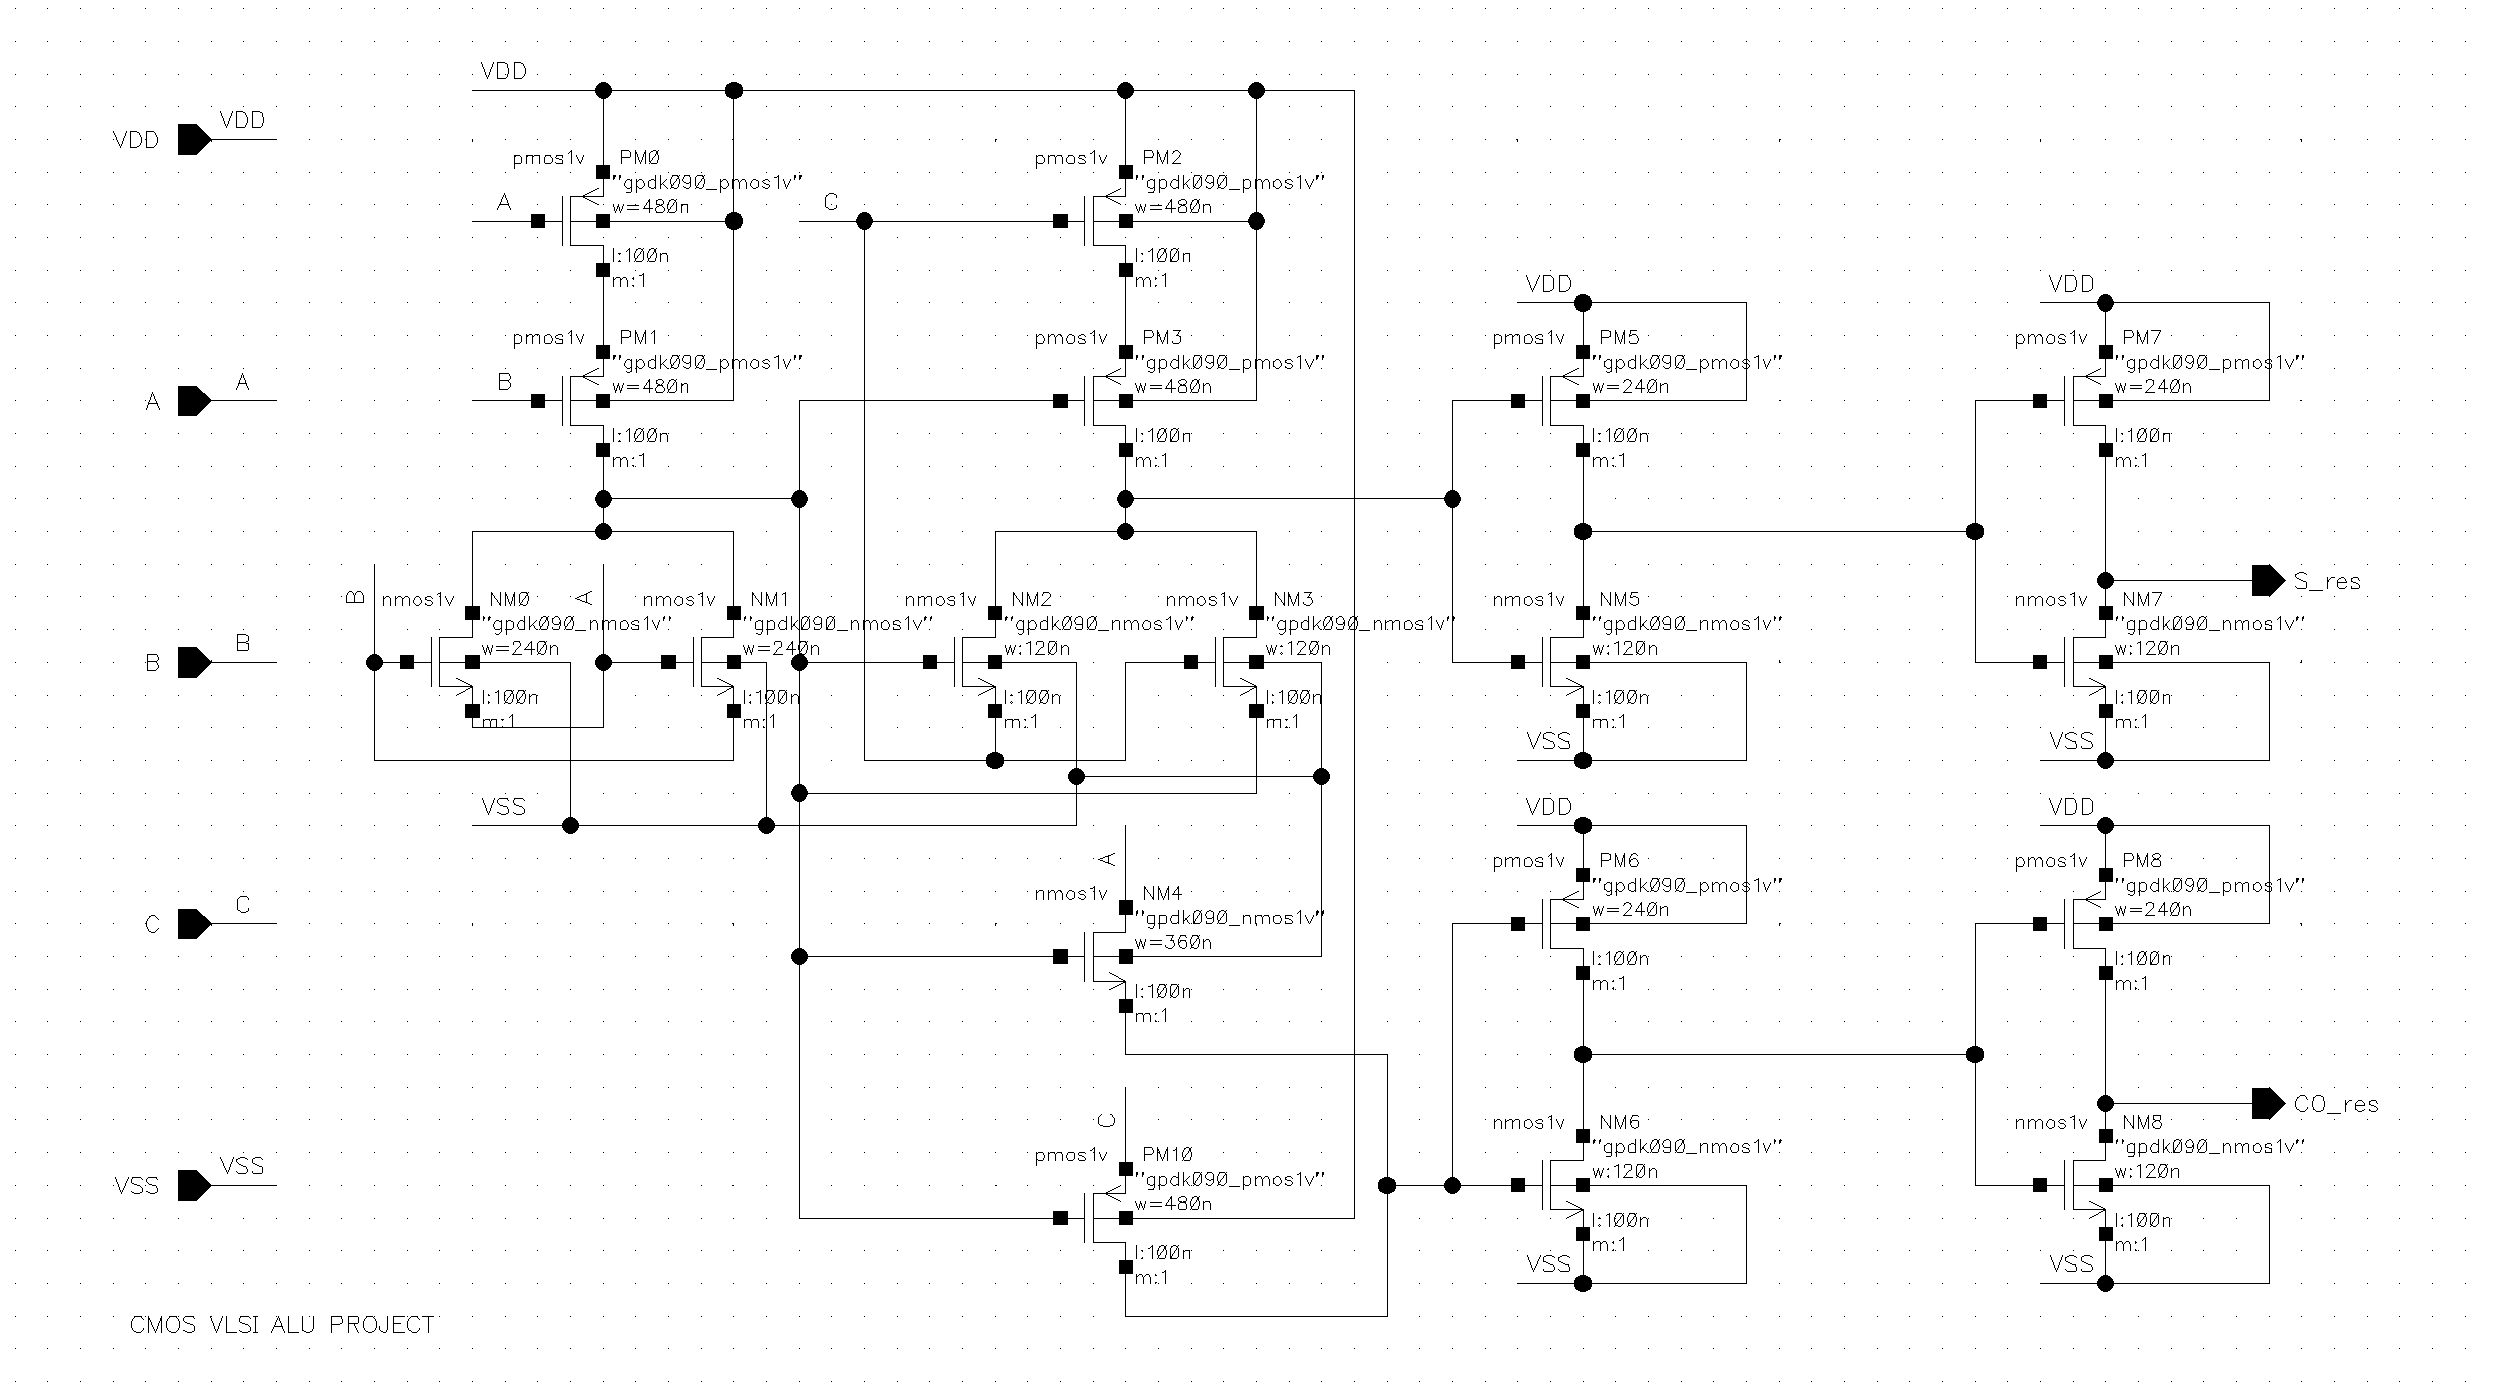 VDD
VDD
VDD
pmos1v
PM0
"gpdk090_pmos1v"
w=480n
l:100n
m:1
A
pmos1v
PM2
"gpdk090_pmos1v"
w=480n
l:100n
m:1
C
A
A
pmos1v
PM1
"gpdk090_pmos1v"
w=480n
l:100n
m:1
B
pmos1v
PM3
"gpdk090_pmos1v"
w=480n
l:100n
m:1
VDD
pmos1v
PM5
"gpdk090_pmos1v"
w=240n
l:100n
m:1
VDD
pmos1v
PM7
"gpdk090_pmos1v"
w=240n
l:100n
m:1
B
B
B
nmos1v
NM0
"gpdk090_nmos1v"
w=240n
l:100n
m:1
A
nmos1v
NM1
"gpdk090_nmos1v"
w=240n
l:100n
m:1
nmos1v
NM2
"gpdk090_nmos1v"
w:120n
l:100n
m:1
nmos1v
NM3
"gpdk090_nmos1v"
w:120n
l:100n
m:1
nmos1v
NM5
"gpdk090_nmos1v"
w:120n
l:100n
m:1
VSS
nmos1v
NM7
"gpdk090_nmos1v"
w:120n
l:100n
m:1
VSS
S_res
VSS
C
C
A
nmos1v
NM4
"gpdk090_nmos1v"
w=360n
l:100n
m:1
VDD
pmos1v
PM6
"gpdk090_pmos1v"
w=240n
l:100n
m:1
VDD
pmos1v
PM8
"gpdk090_pmos1v"
w=240n
l:100n
m:1
VSS
VSS
C
pmos1v
PM10
"gpdk090_pmos1v"
w=480n
l:100n
m:1
nmos1v
NM6
"gpdk090_nmos1v"
w:120n
l:100n
m:1
VSS
nmos1v
NM8
"gpdk090_nmos1v"
w:120n
l:100n
m:1
VSS
CO_res
CMOS VLSI ALU PROJECT